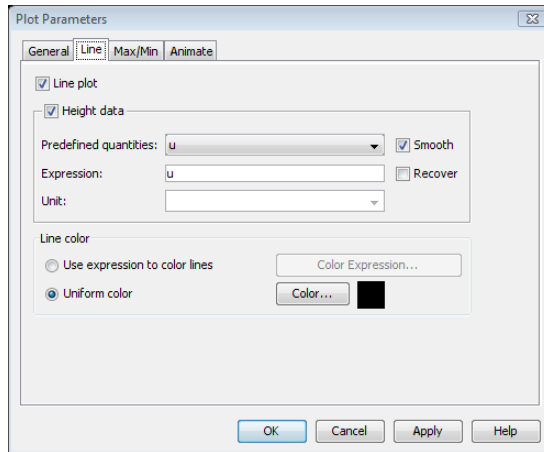 Plot Parameters
General Line Max/Min Animate
Line plot
Height data
Predefined quantities: u Smooth
Expression: u Recover
Unit:
Line color
Use expression to color lines Color Expression...
Uniform color Color...
OK Cancel Apply Help